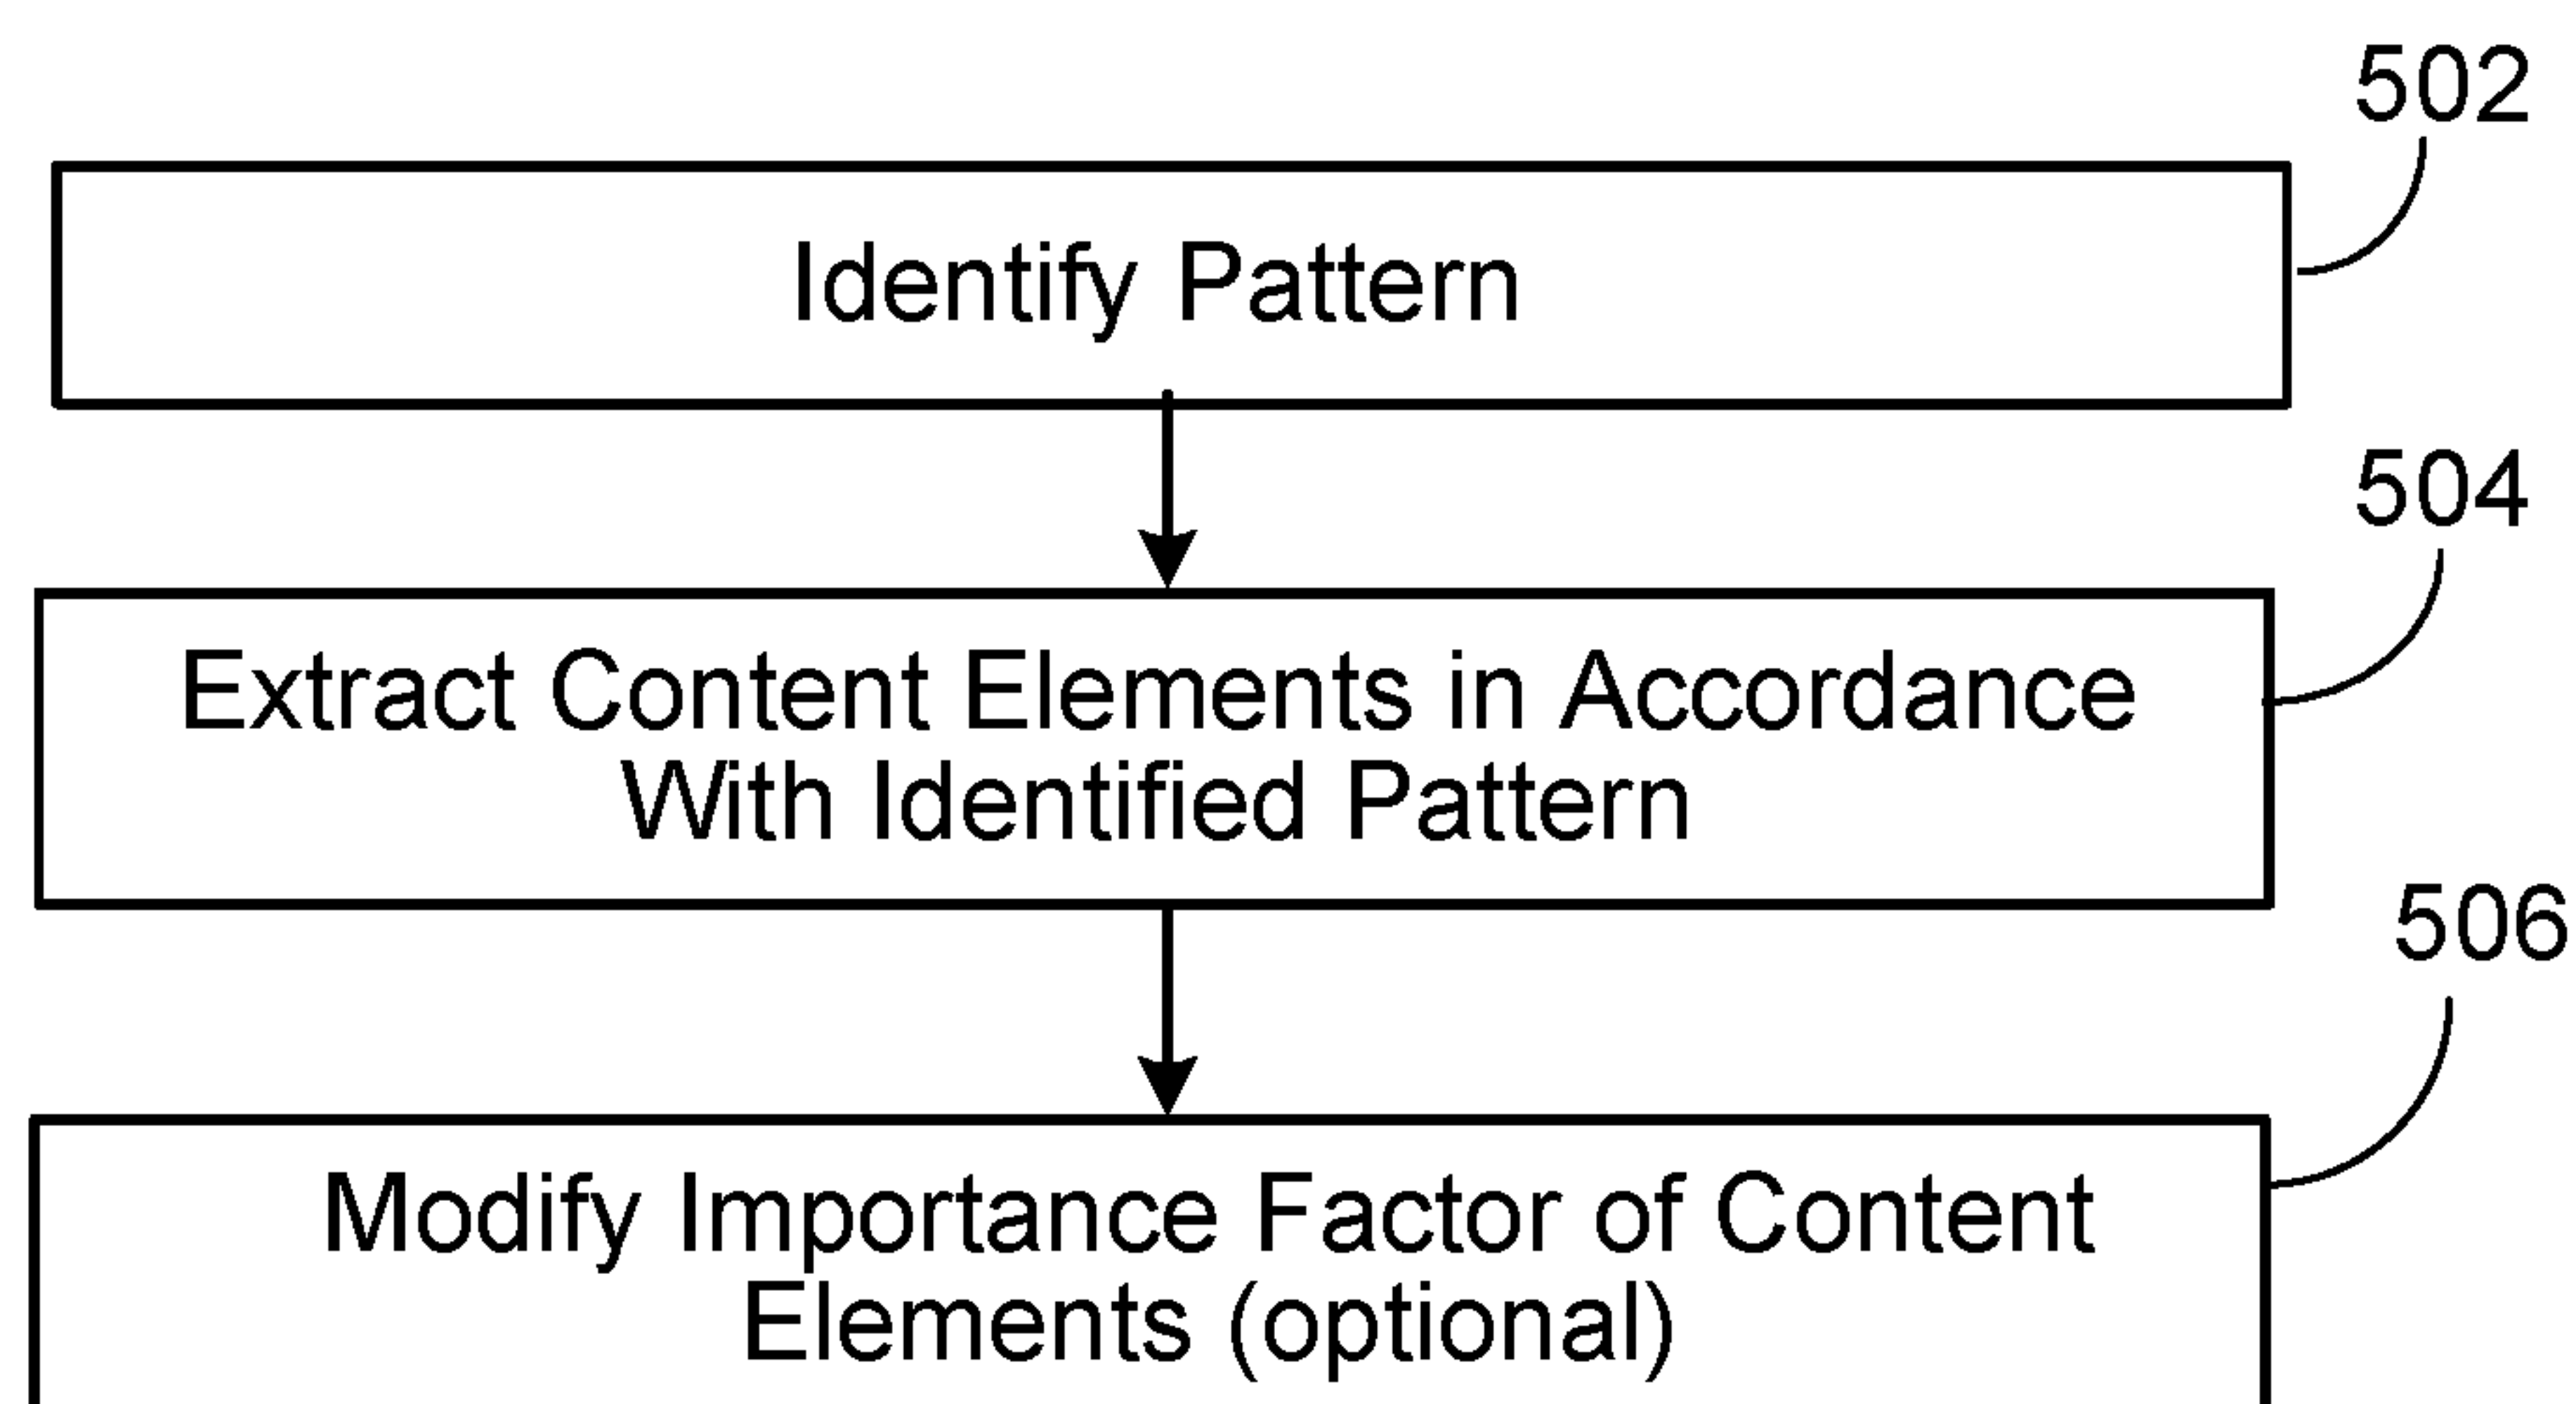 502
Identify Pattern
504
Extract Content Elements in Accordance
With Identified Pattern
506
Modify Importance Factor of Content
Elements (optional)